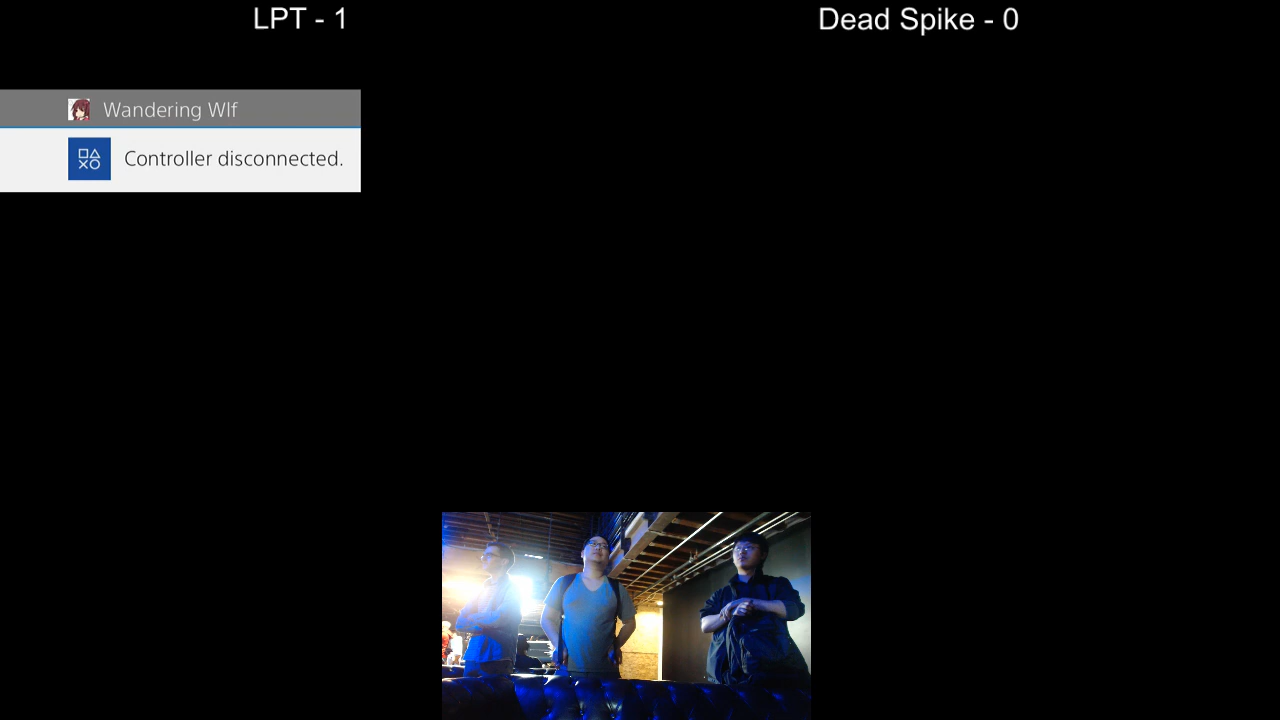 LPT - 1
Dead Spike - 0
Wandering Wlf
Controller disconnected.